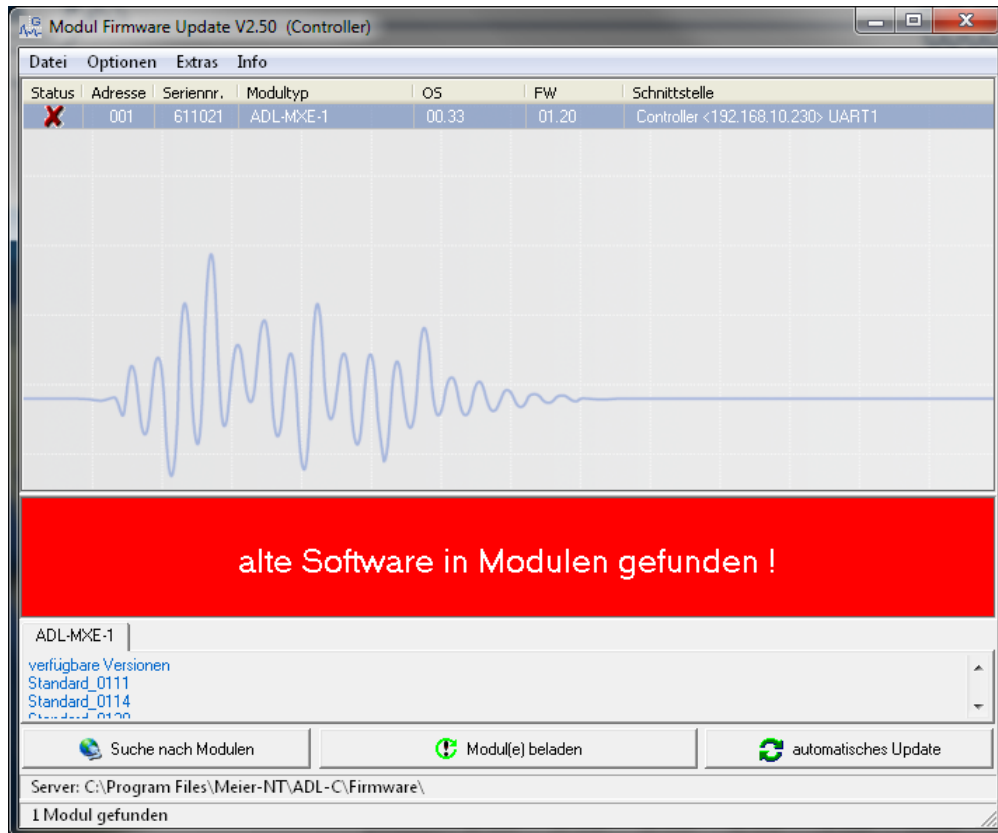 Modul Firmware Update V2.50 (Controller)
Datei Optionen Extras Info
Status Adresse Seriennr. Modultyp OS FW Schnittstelle
001 611021 ADL-MXE-1 00.33 01.20 Controller <192.168.10.230> UART1
alte Software in Modulen gefunden !
ADL-MXE-1
verfügbare Versionen
Standard_0111
Standard_0114
Suche nach Modulen Modul(e) beladen automatisches Update
Server: C:\Program Files\Meier-NT\ADL-C\Firmware\
1 Modul gefunden